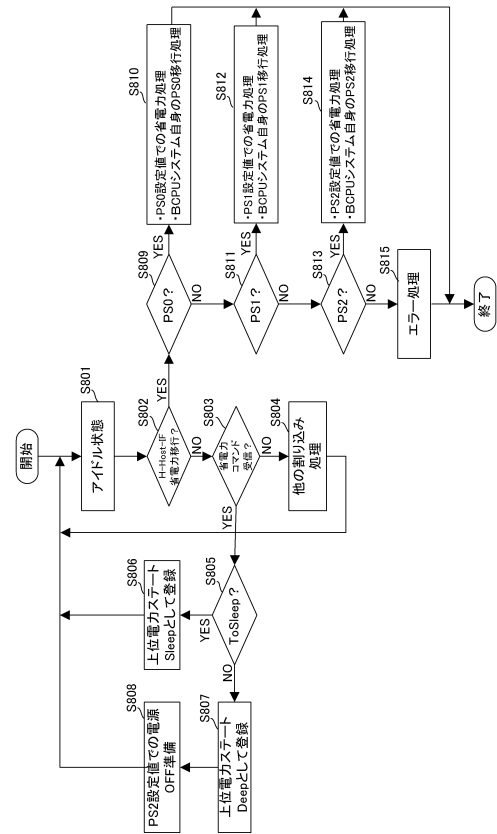 開始
S801
アイドル状態
S802
H-Host-IF
省電力移行？
YES
NO
S803
省電力
コマンド
受信？
YES
NO
S804
他の割り込み
処理
S805
ToSleep？
YES
NO
S806
上位電力ステート
Sleepとして登録
S807
上位電力ステート
Deepとして登録
S808
PS2設定値での電源
OFF準備
S809
PS0？
YES
NO
S810
・PS0設定値での省電力処理
・BCPUシステム自身のPS0移行処理
S811
PS1？
YES
NO
S812
・PS1設定値での省電力処理
・BCPUシステム自身のPS1移行処理
S813
PS2？
YES
NO
S814
・PS2設定値での省電力処理
・BCPUシステム自身のPS2移行処理
S815
エラー処理
終了